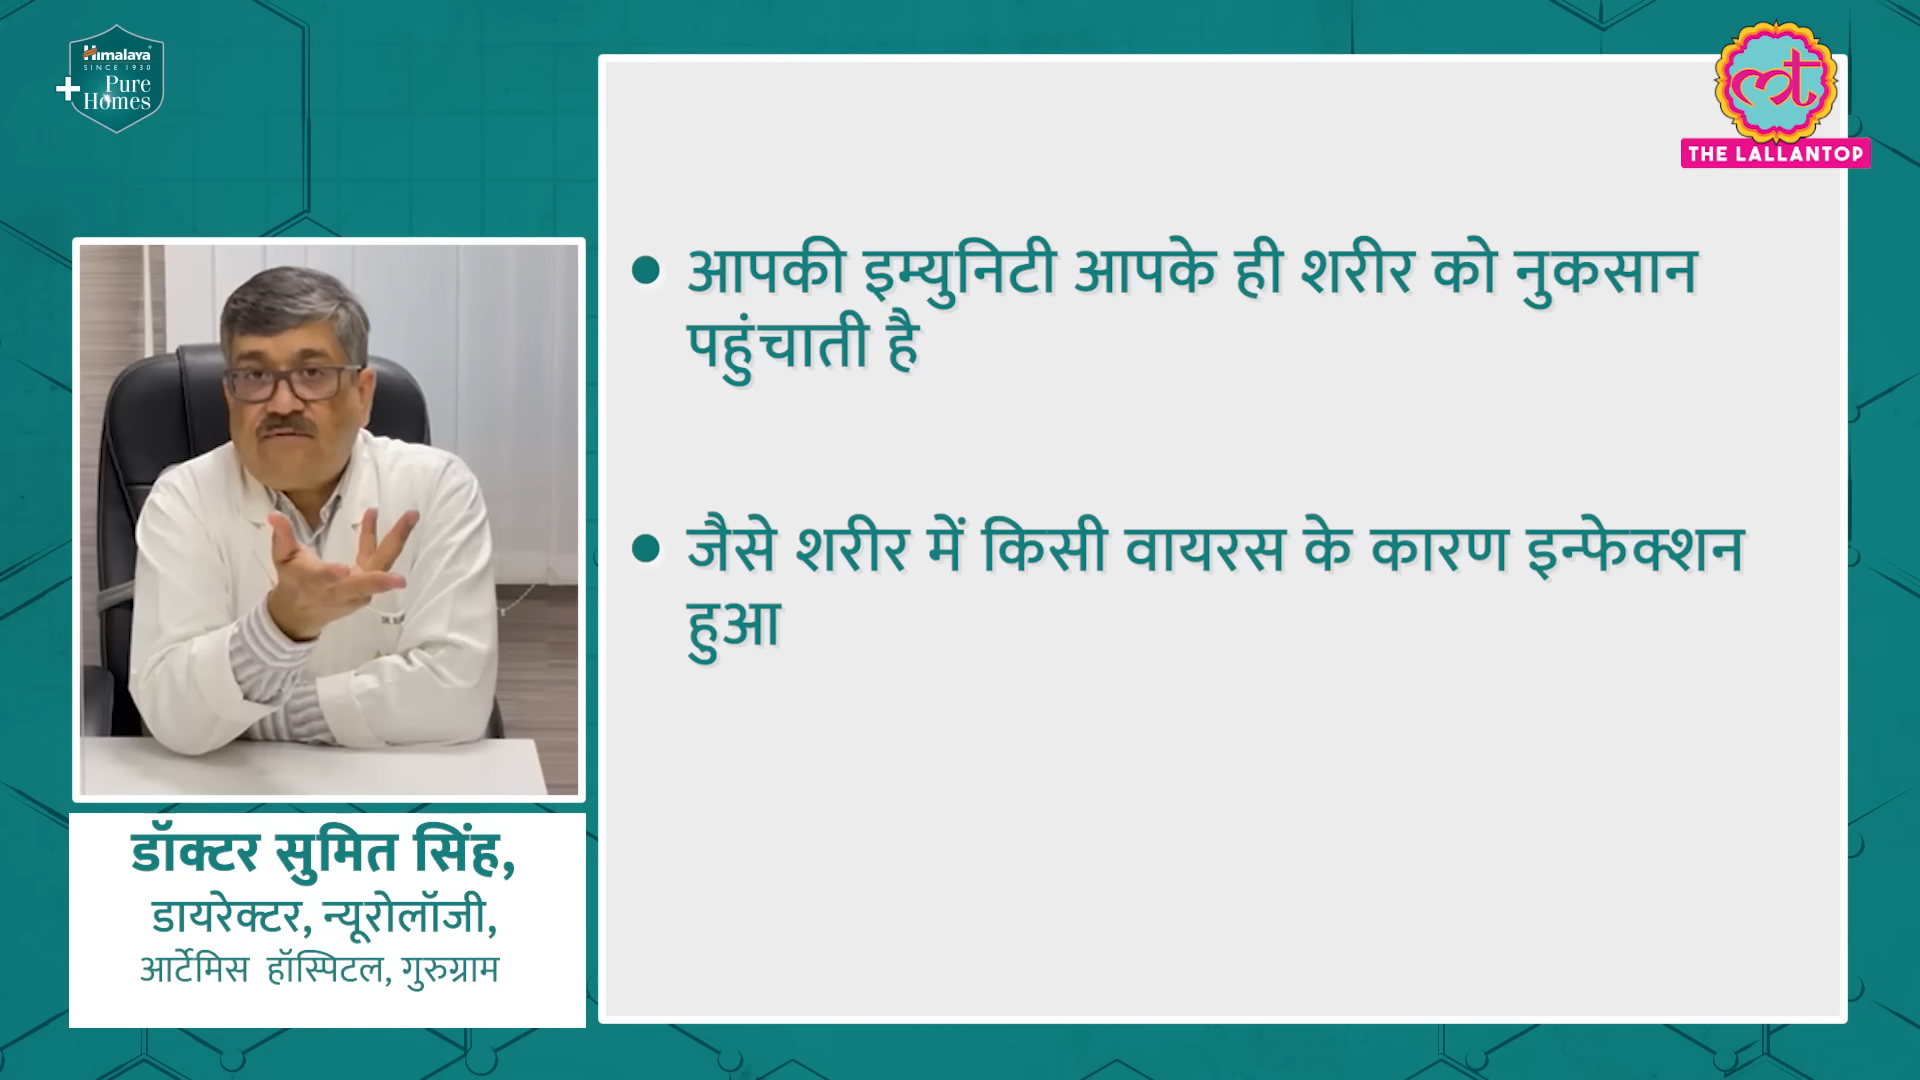 Himalaya
SINCE 1930
+ Pure
Homes
THE LALLANTOP
• आपकी इम्युनिटी आपके ही शरीर को नुकसान
पहुंचाती है
• जैसे शरीर में किसी वायरस के कारण इन्फेक्शन
हुआ
डॉक्टर सुमित सिंह,
डायरेक्टर, न्यूरोलॉजी,
आर्टेमिस हॉस्पिटल, गुरुग्राम